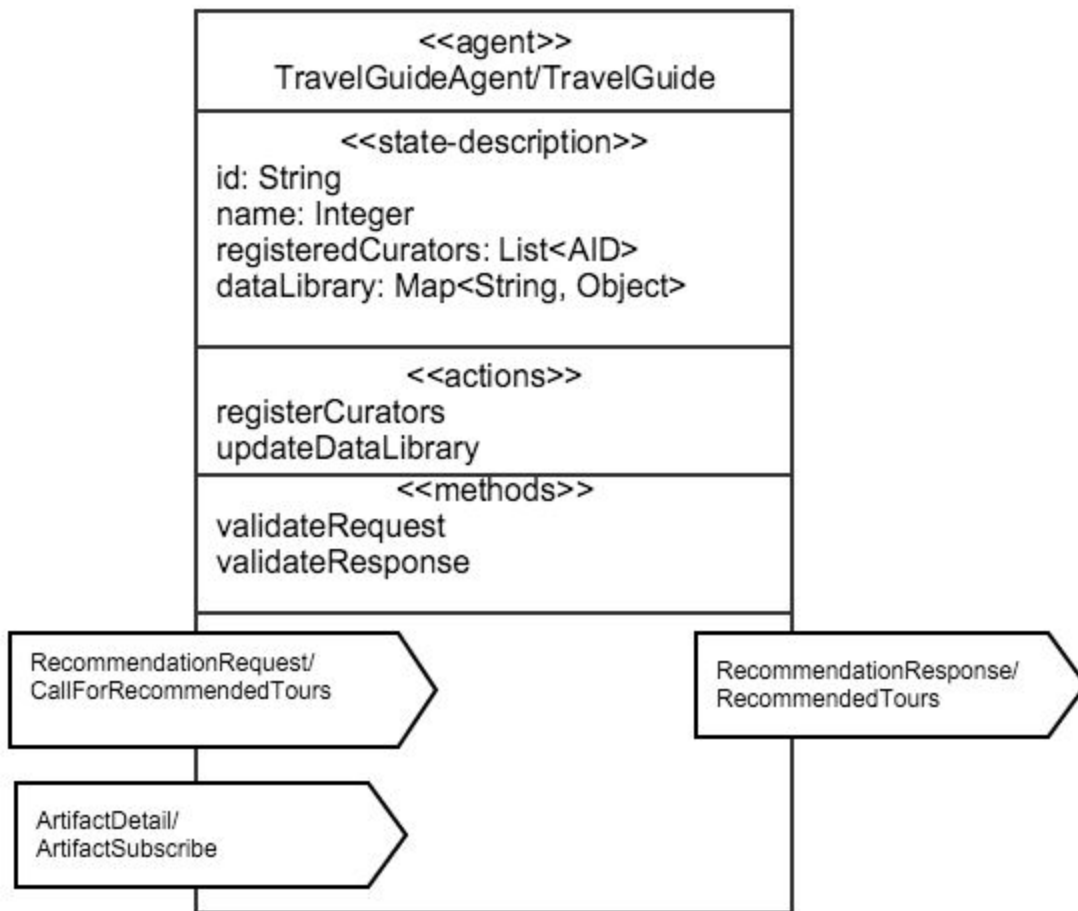 <<agent>>
TravelGuideAgent/TravelGuide
<<state-description>>
id: String
name: Integer
registeredCurators: List<AID>
dataLibrary: Map<String, Object>
<<actions>>
registerCurators
updateDataLibrary
<<methods>>
validateRequest
validateResponse
RecommendationRequest/
CallForRecommendedTours
RecommendationResponse/
RecommendedTours
ArtifactDetail/
ArtifactSubscribe